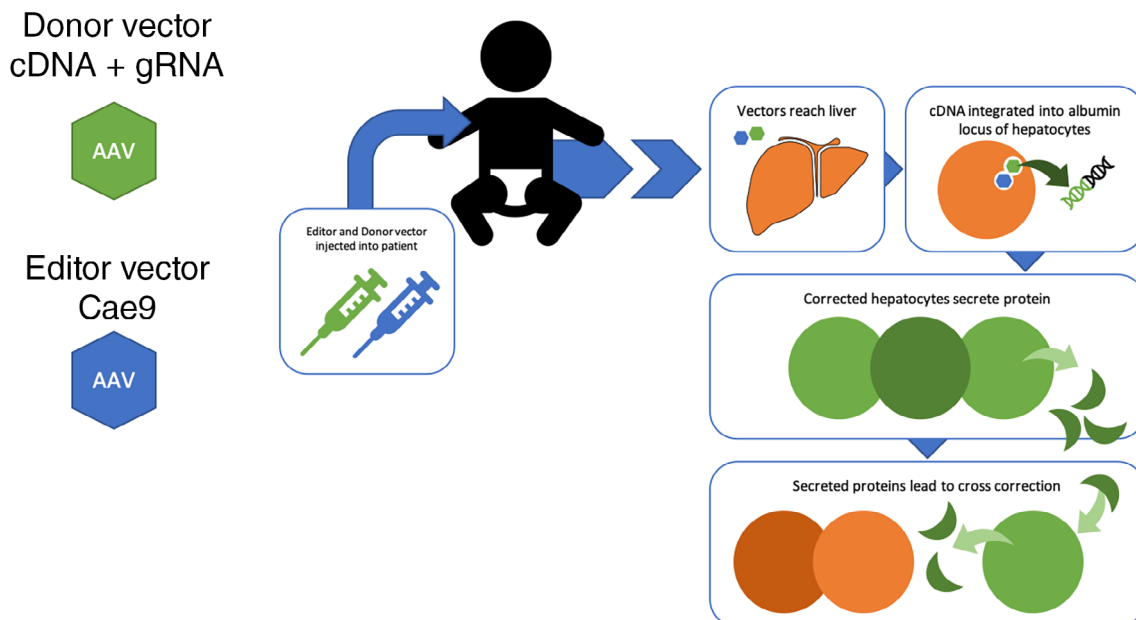 Donor vector
cDNA + gRNA
AAV
Editor vector
Cae9
AAV
Editor and Donor vector
injected into patient
Vectors reach liver
cDNA integrated into albumin
locus of hepatocytes
Corrected hepatocytes secrete protein
Secreted proteins lead to cross correction